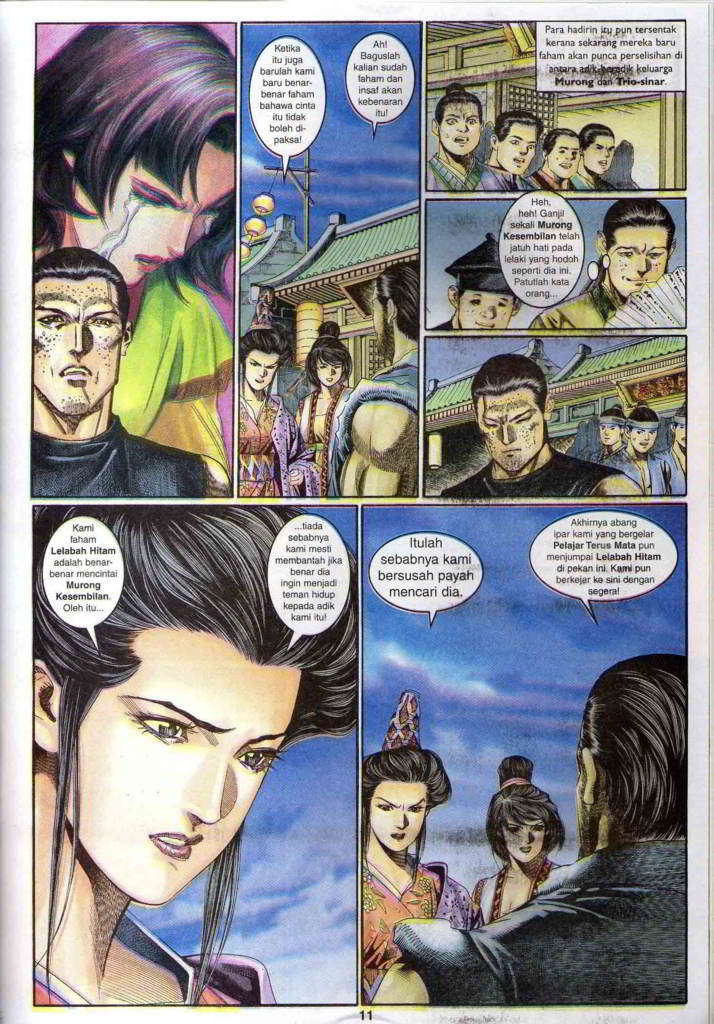 Ketika
itu juga
barulah kami
baru benar-
benar faham
bahawa cinta
itu tidak
boleh di-
paksa!
Ah!
Baguslah
kalian sudah
faham dan
insaf akan
kebenaran
itu!
Para hadirin itu pun tersentak
kerana sekarang mereka baru
faham akan punca perselisihan di
antara adik-beradik keluarga
Murong dan Trio-sinar.
Heh,
heh! Ganjil
sekali Murong
Kesembilan telah
jatuh hati pada
lelaki yang hodoh
seperti dia ini.
Patutlah kata
orang...
Kami
faham
Lelabah Hitam
adalah benar-
benar mencintai
Murong
Kesembilan.
Oleh itu...
...tiada
sebabnya
kami mesti
membantah jika
benar dia
ingin menjadi
teman hidup
kepada adik
kami itu!
Itulah
sebabnya kami
bersusah payah
mencari dia.
Akhirnya abang
ipar kami yang bergelar
Pelajar Terus Mata pun
menjumpai Lelabah Hitam
di pekan ini. Kami pun
berkejar ke sini dengan
segera!
11